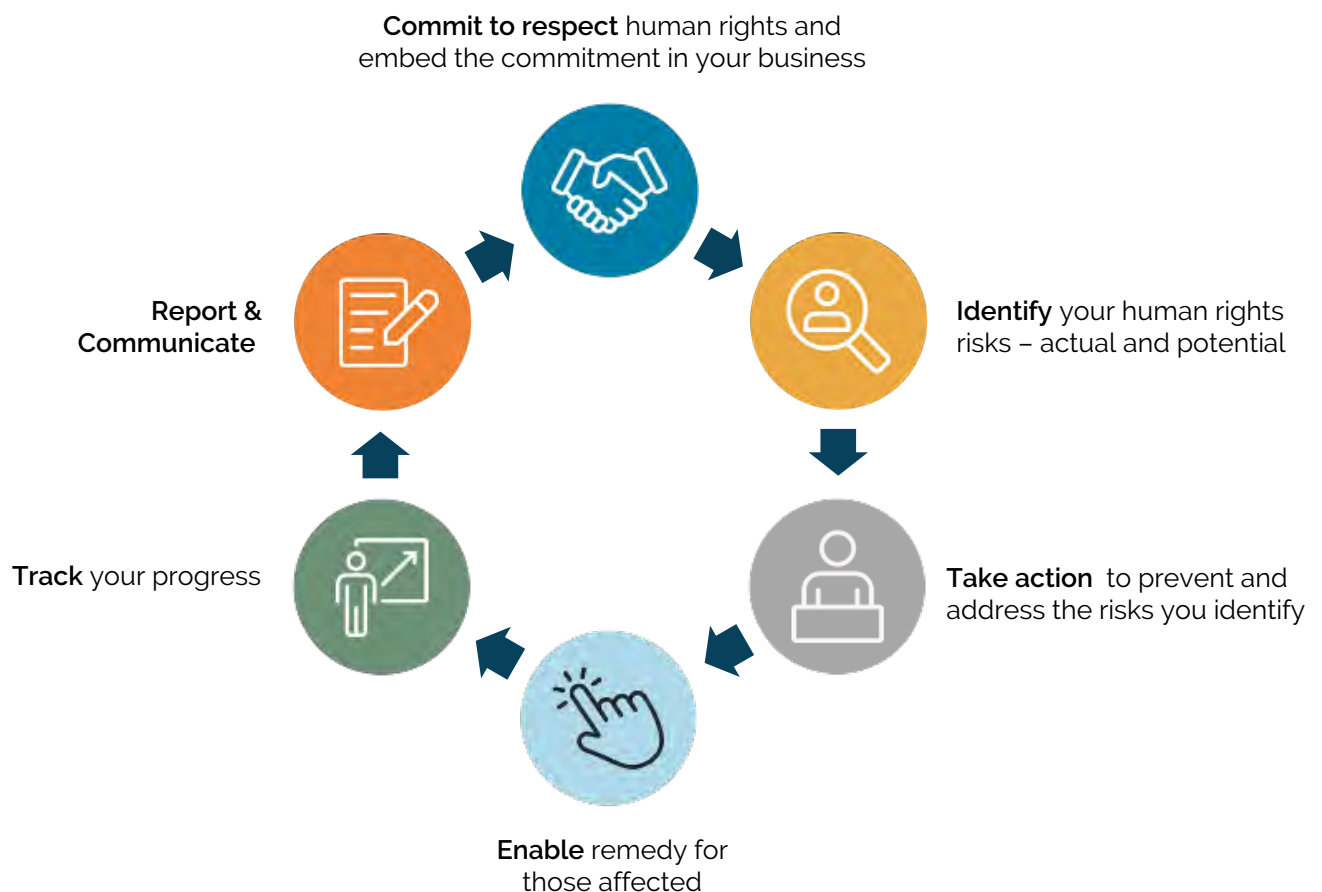 Commit to respect human rights and
embed the commitment in your business
Identify your human rights
risks – actual and potential
Take action to prevent and
address the risks you identify
Enable remedy for
those affected
Track your progress
Report &
Communicate